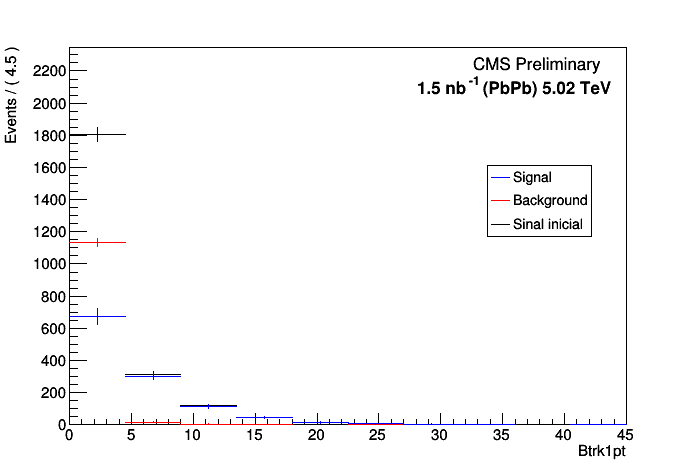 CMS Preliminary
1.5 nb-1 (PbPb) 5.02 TeV
Events / ( 4.5 )
2200
2000
1800
1600
1400
1200
1000
800
600
400
200
0
Signal
Background
Sinal inicial
0 5 10 15 20 25 30 35 40 45
Btrk1pt